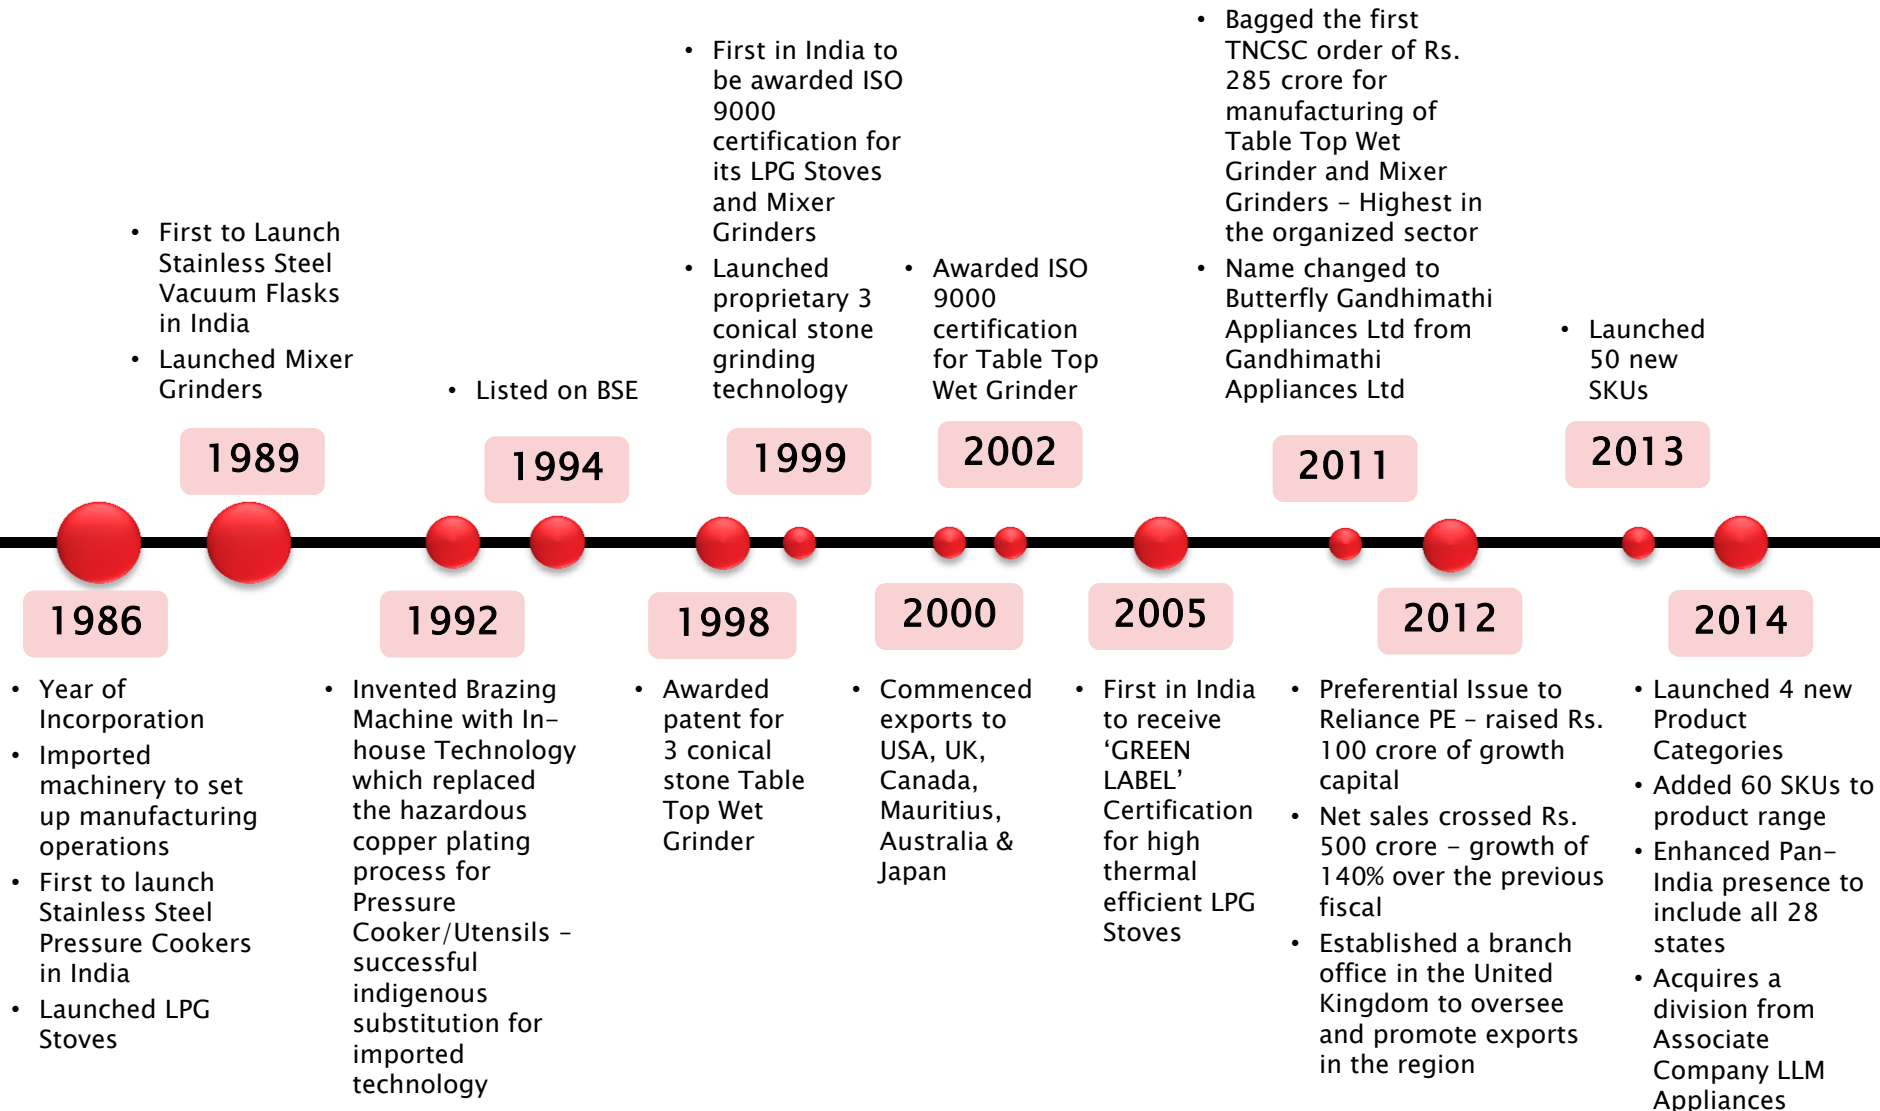 • First to Launch
Stainless Steel
Vacuum Flasks
in India
• Launched Mixer
Grinders
1989
• Listed on BSE
1994
• First in India to
be awarded ISO
9000
certification for
its LPG Stoves
and Mixer
Grinders
• Launched
proprietary 3
conical stone
grinding
technology
1999
• Awarded ISO
9000
certification
for Table Top
Wet Grinder
2002
• Bagged the first
TNCSC order of Rs.
285 crore for
manufacturing of
Table Top Wet
Grinder and Mixer
Grinders – Highest in
the organized sector
• Name changed to
Butterfly Gandhimathi
Appliances Ltd from
Gandhimathi
Appliances Ltd
2011
• Launched
50 new
SKUs
2013
1986
• Year of
Incorporation
• Imported
machinery to set
up manufacturing
operations
• First to launch
Stainless Steel
Pressure Cookers
in India
• Launched LPG
Stoves
1992
• Invented Brazing
Machine with In–
house Technology
which replaced
the hazardous
copper plating
process for
Pressure
Cooker/Utensils –
successful
indigenous
substitution for
imported
technology
1998
• Awarded
patent for
3 conical
stone Table
Top Wet
Grinder
2000
• Commenced
exports to
USA, UK,
Canada,
Mauritius,
Australia &
Japan
2005
• First in India
to receive
‘GREEN
LABEL’
Certification
for high
thermal
efficient LPG
Stoves
2012
• Preferential Issue to
Reliance PE – raised Rs.
100 crore of growth
capital
• Net sales crossed Rs.
500 crore – growth of
140% over the previous
fiscal
• Established a branch
office in the United
Kingdom to oversee
and promote exports
in the region
2014
• Launched 4 new
Product
Categories
• Added 60 SKUs to
product range
• Enhanced Pan–
India presence to
include all 28
states
• Acquires a
division from
Associate
Company LLM
Appliances